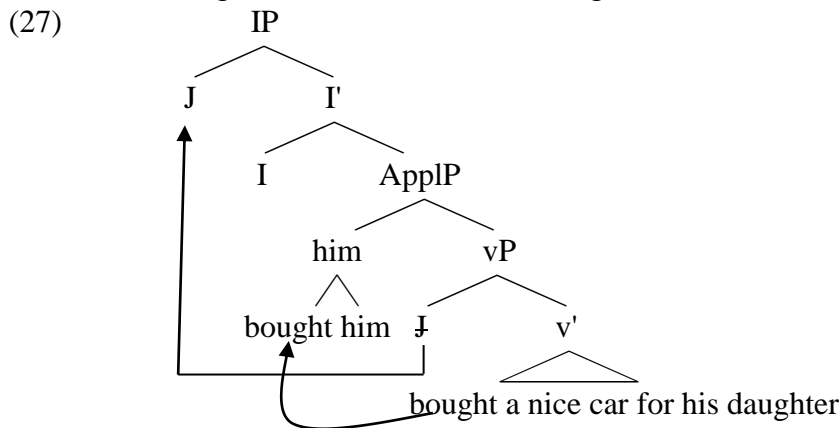 (27) IP
J I'
I ApplP
him vP
bought him J v'
bought a nice car for his daughter